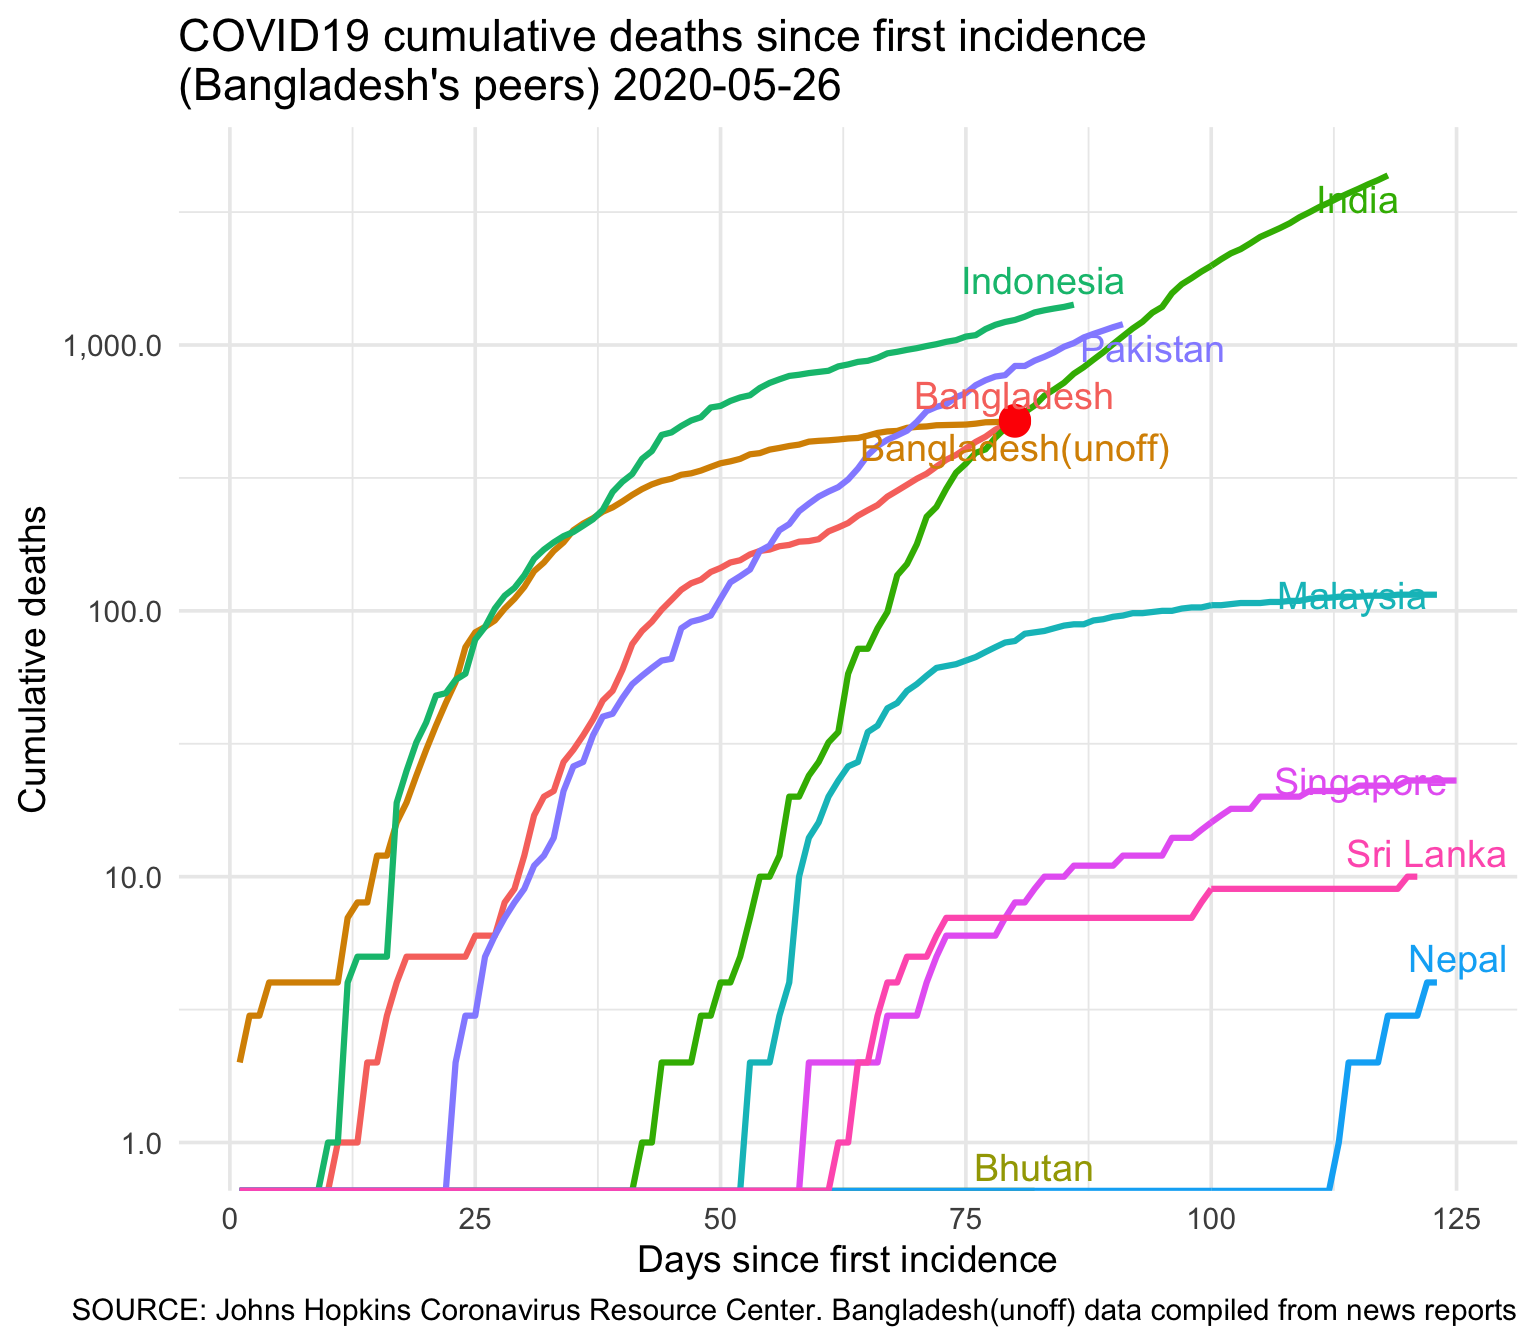 COVID19 cumulative deaths since first incidence
(Bangladesh's peers) 2020-05-26
India
Indonesia
1,000.0
Pakistan
Bangladesh
Bangladesh(unoff)
Cumulative deaths
100.0
Malaysia
Singapore
Sri Lanka
10.0
Nepal
1.0
Bhutan
0 25 50 75 100 125
Days since first incidence
SOURCE: Johns Hopkins Coronavirus Resource Center. Bangladesh(unoff) data compiled from news reports